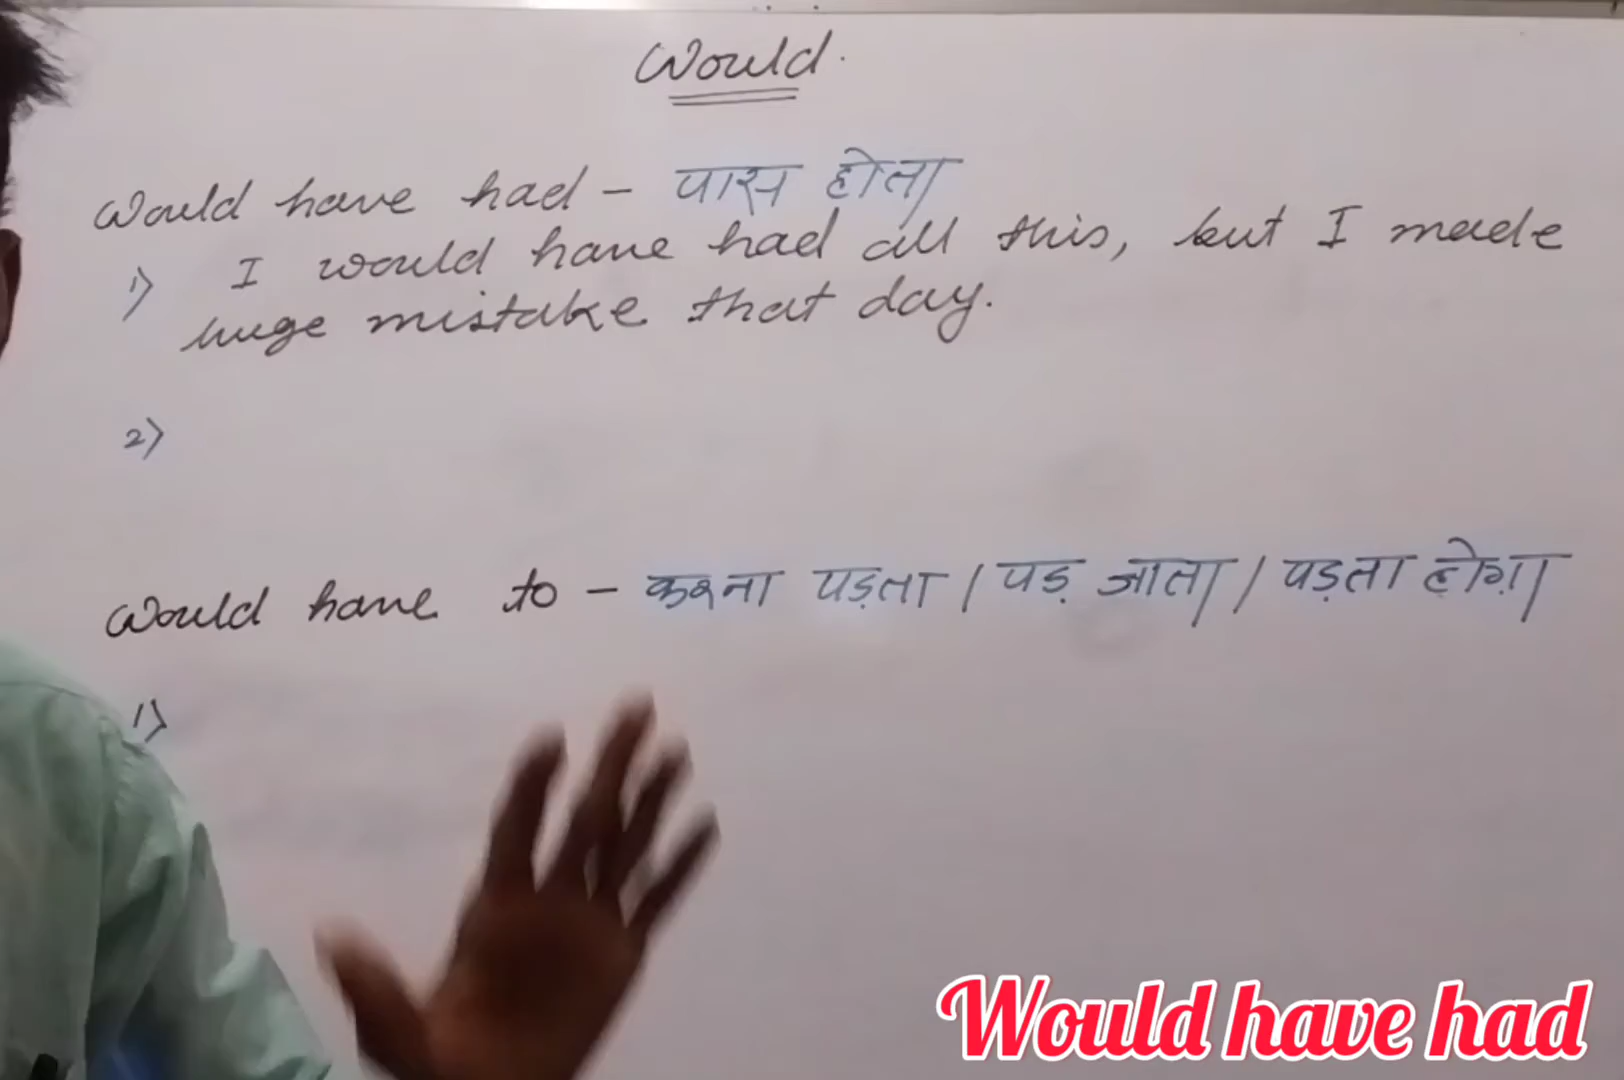 Would.
Would have had - पास होता
1) I would have had all this, but I made
huge mistake that day.
2)
Would have to - करना पड़ता / पड़ जाता / पड़ता होगा
1)
Would have had